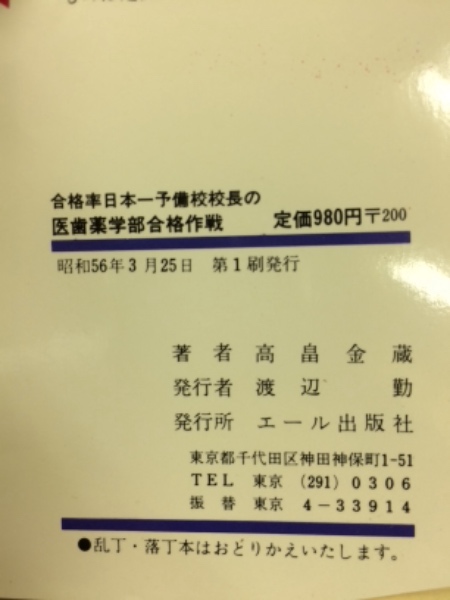 合格率日本一予備校校長の
医歯薬学部合格作戦 定価980円〒200
昭和56年3月25日 第1刷発行
著者 高畠金蔵
発行者 渡辺 勤
発行所 エール出版社
東京都千代田区神田神保町1-51
TEL 東京 (291) 0306
振替 東京 4-33914
●乱丁・落丁本はおとりかえいたします。